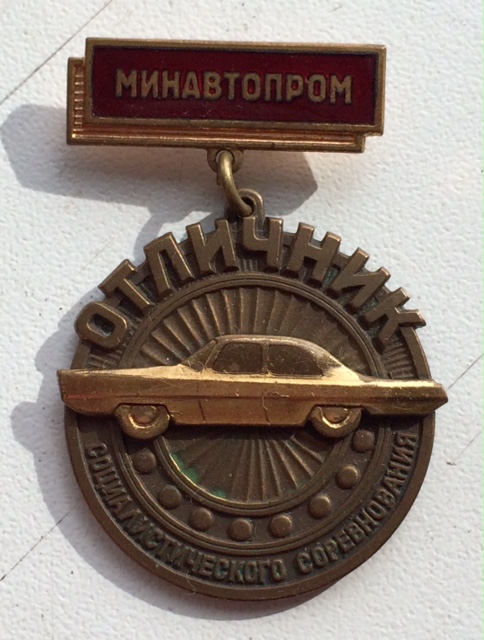 МИНАВТОПРОМ
ОТЛИЧНИК
СОЦИАЛИСТИЧЕСКОГО СОРЕВНОВАНИЯ